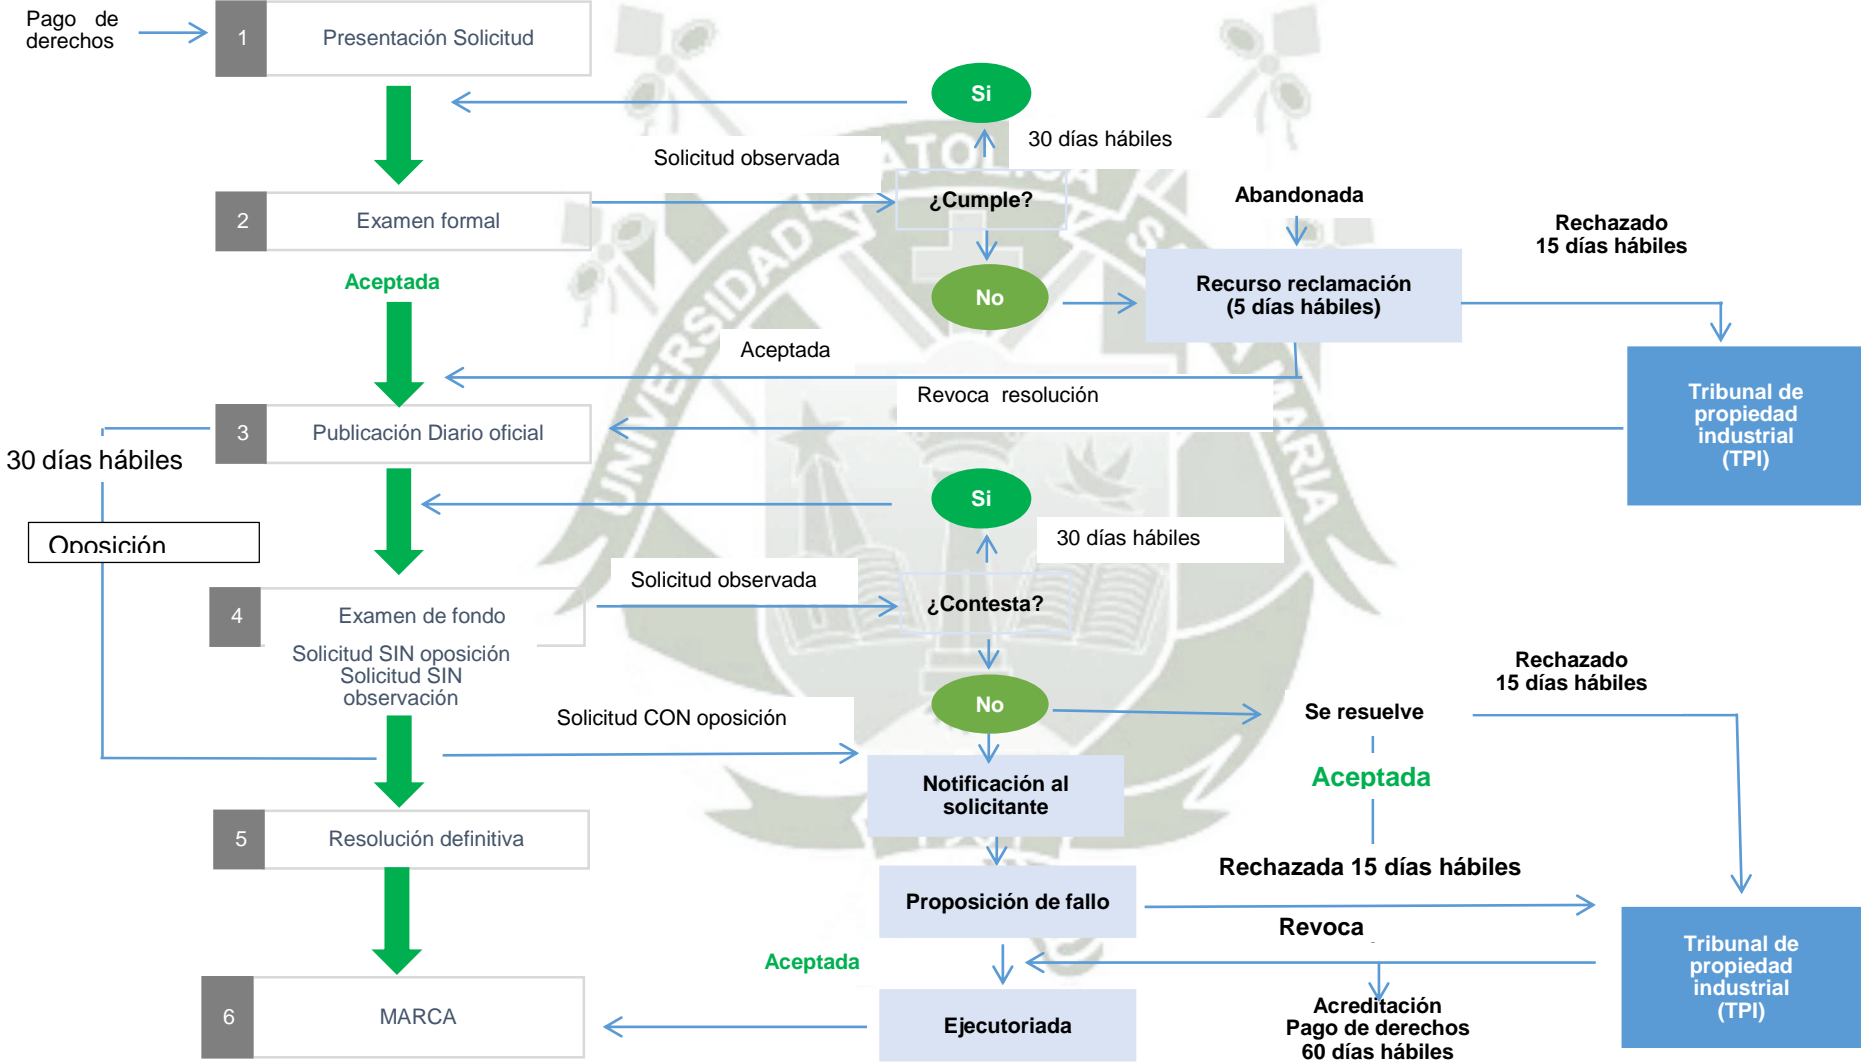 Pago de
derechos
1
Presentación Solicitud
Si
30 días hábiles
Solicitud observada
¿Cumple?
2
Examen formal
Abandonada
Rechazado
15 días hábiles
Aceptada
No
Recurso reclamación
(5 días hábiles)
Aceptada
Revoca resolución
Tribunal de
propiedad
industrial
(TPI)
3
Publicación Diario oficial
30 días hábiles
Oposición
Si
30 días hábiles
Solicitud observada
¿Contesta?
4
Examen de fondo
Solicitud SIN oposición
Solicitud SIN
observación
No
Se resuelve
Rechazado
15 días hábiles
Solicitud CON oposición
Notificación al
solicitante
Aceptada
5
Resolución definitiva
Rechazada 15 días hábiles
Proposición de fallo
Revoca
Tribunal de
propiedad
industrial
(TPI)
Aceptada
6
MARCA
Ejecutoriada
Acreditación
Pago de derechos
60 días hábiles
UNIVERSIDAD
CATOLICA
MARIA